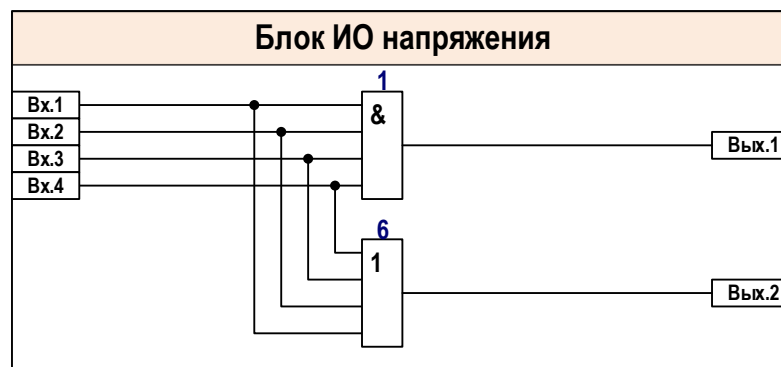 Блок ИО напряжения
1
Вх.1
&
Вх.2
Вых.1
Вх.3
Вх.4
6
1
Вых.2